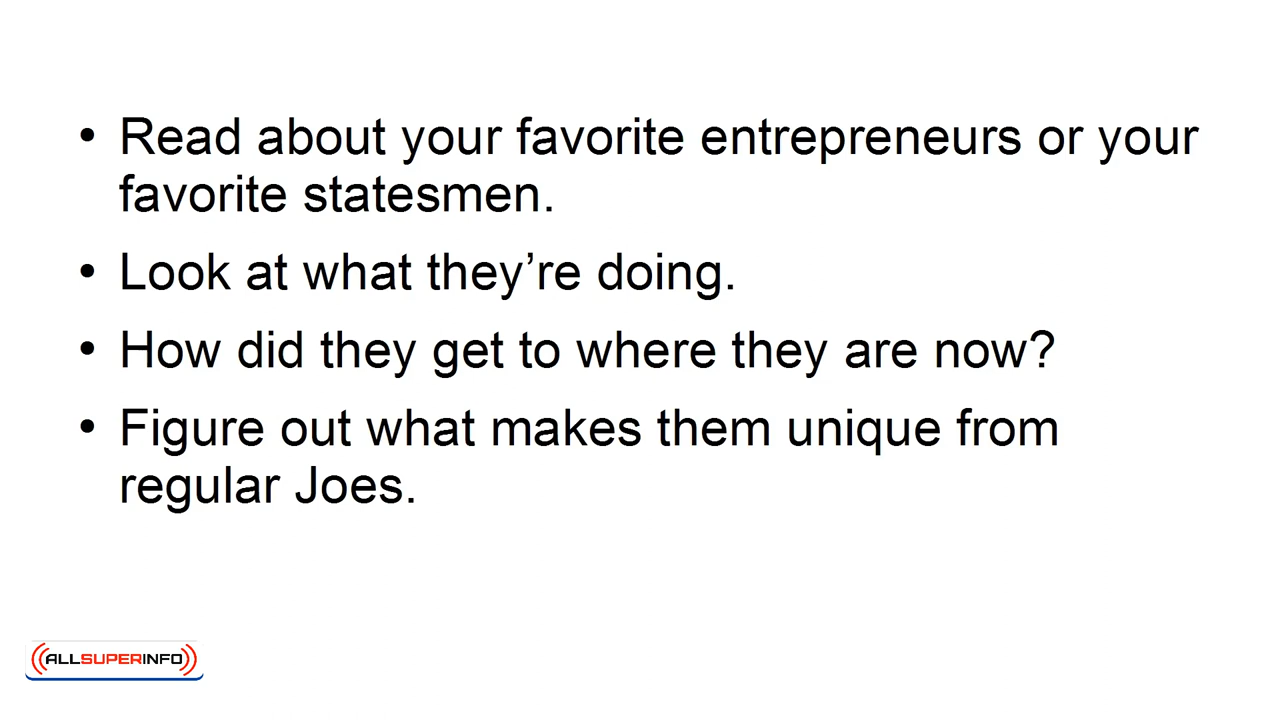 • Read about your favorite entrepreneurs or your
favorite statesmen.
• Look at what they’re doing.
• How did they get to where they are now?
• Figure out what makes them unique from
regular Joes.
ALLSUPERINFO